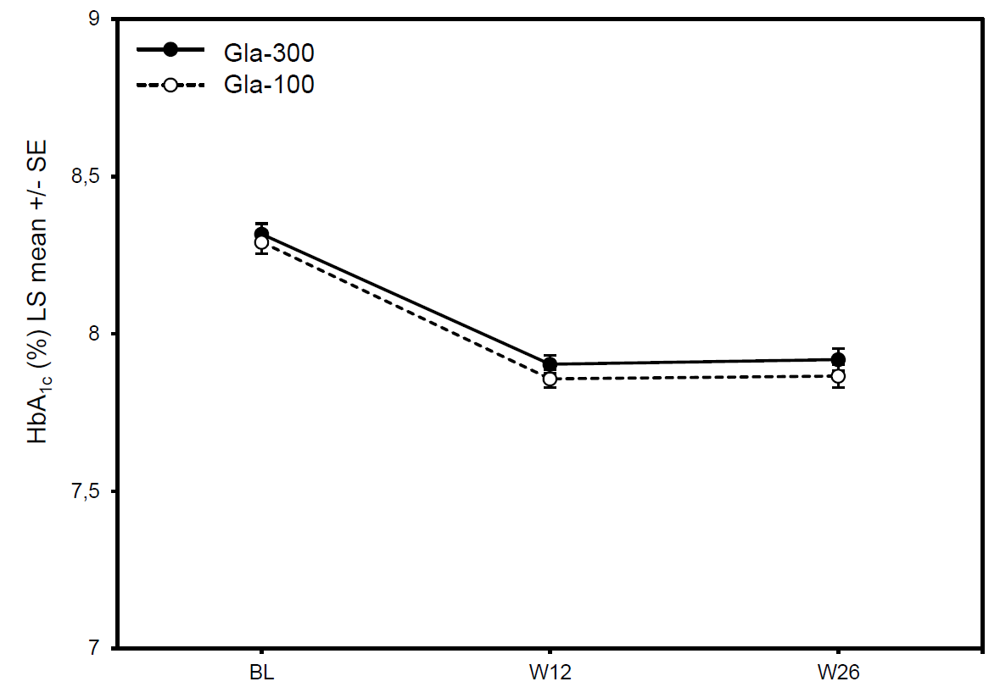 9
Gla-300
Gla-100
8,5
8
7,5
7
HbA1c (%) LS mean +/- SE
BL W12 W26